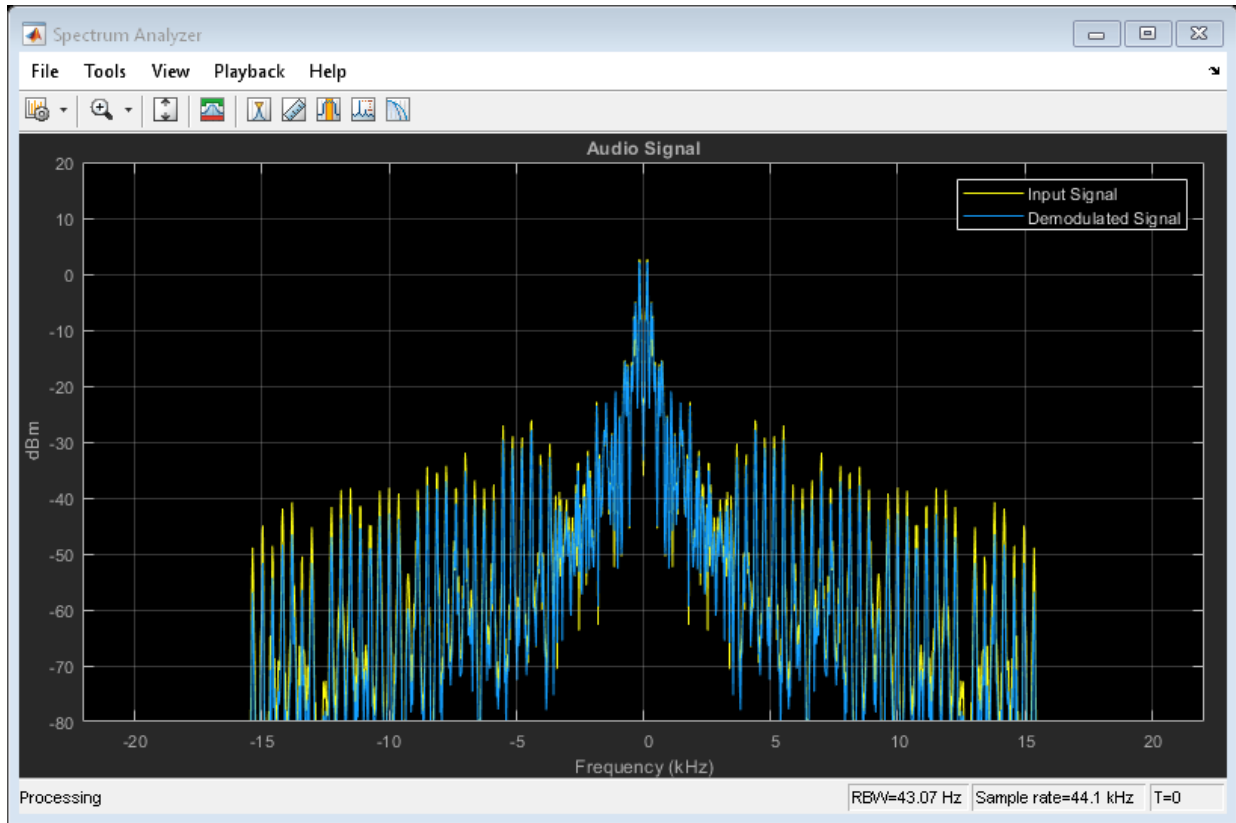 Spectrum Analyzer
File Tools View Playback Help
Audio Signal
Input Signal
Demodulated Signal
20
10
0
-10
-20
-30
-40
-50
-60
-70
-80
dBm
-20 -15 -10 -5 0 5 10 15 20
Frequency (kHz)
Processing
RBW=43.07 Hz Sample rate=44.1 kHz T=0